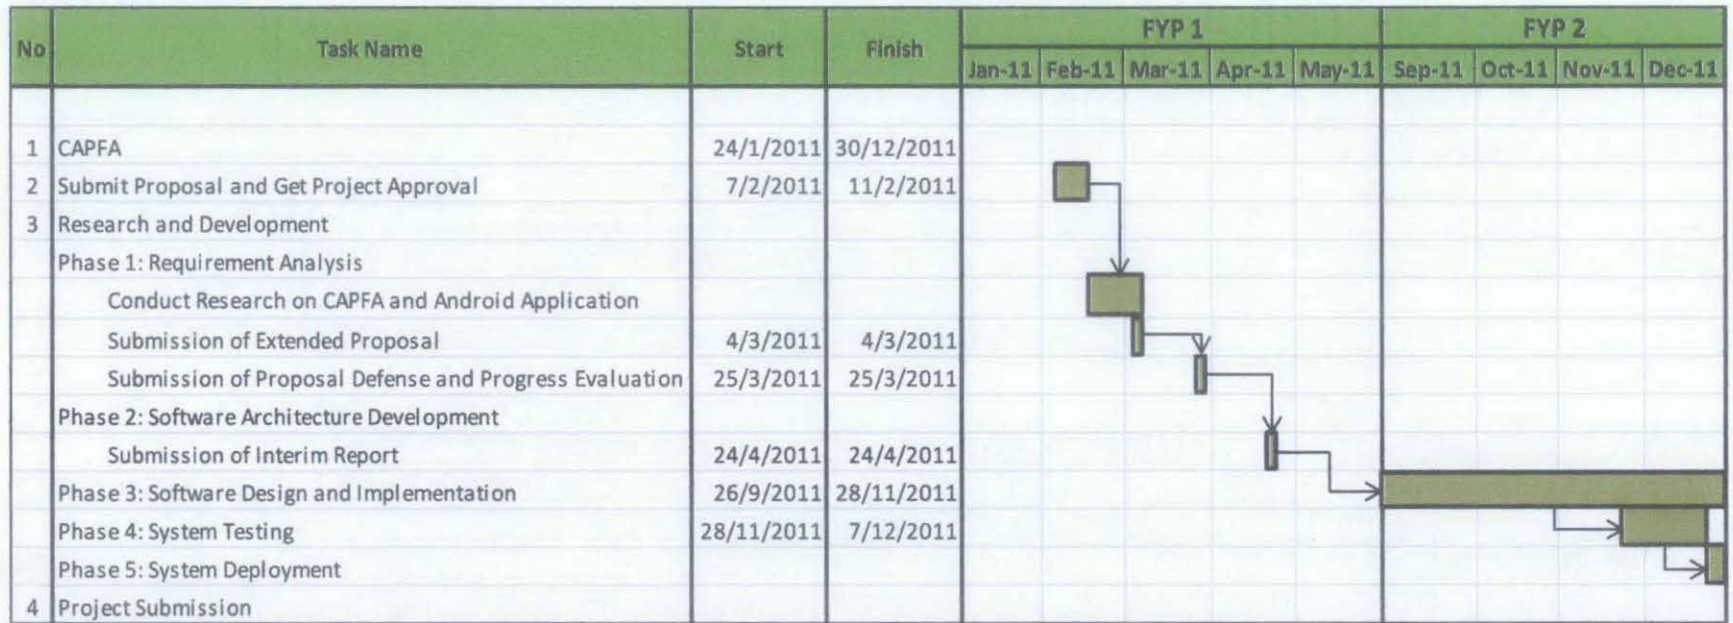 No Task Name Start Finish FYP 1 FYP 2
Jan-11 Feb-11 Mar-11 Apr-11 May-11 Sep-11 Oct-11 Nov-11 Dec-11
1 CAPFA 24/1/2011 30/12/2011
2 Submit Proposal and Get Project Approval 7/2/2011 11/2/2011
3 Research and Development
Phase 1: Requirement Analysis
Conduct Research on CAPFA and Android Application
Submission of Extended Proposal 4/3/2011 4/3/2011
Submission of Proposal Defense and Progress Evaluation 25/3/2011 25/3/2011
Phase 2: Software Architecture Development
Submission of Interim Report 24/4/2011 24/4/2011
Phase 3: Software Design and Implementation 26/9/2011 28/11/2011
Phase 4: System Testing 28/11/2011 7/12/2011
Phase 5: System Deployment
4 Project Submission